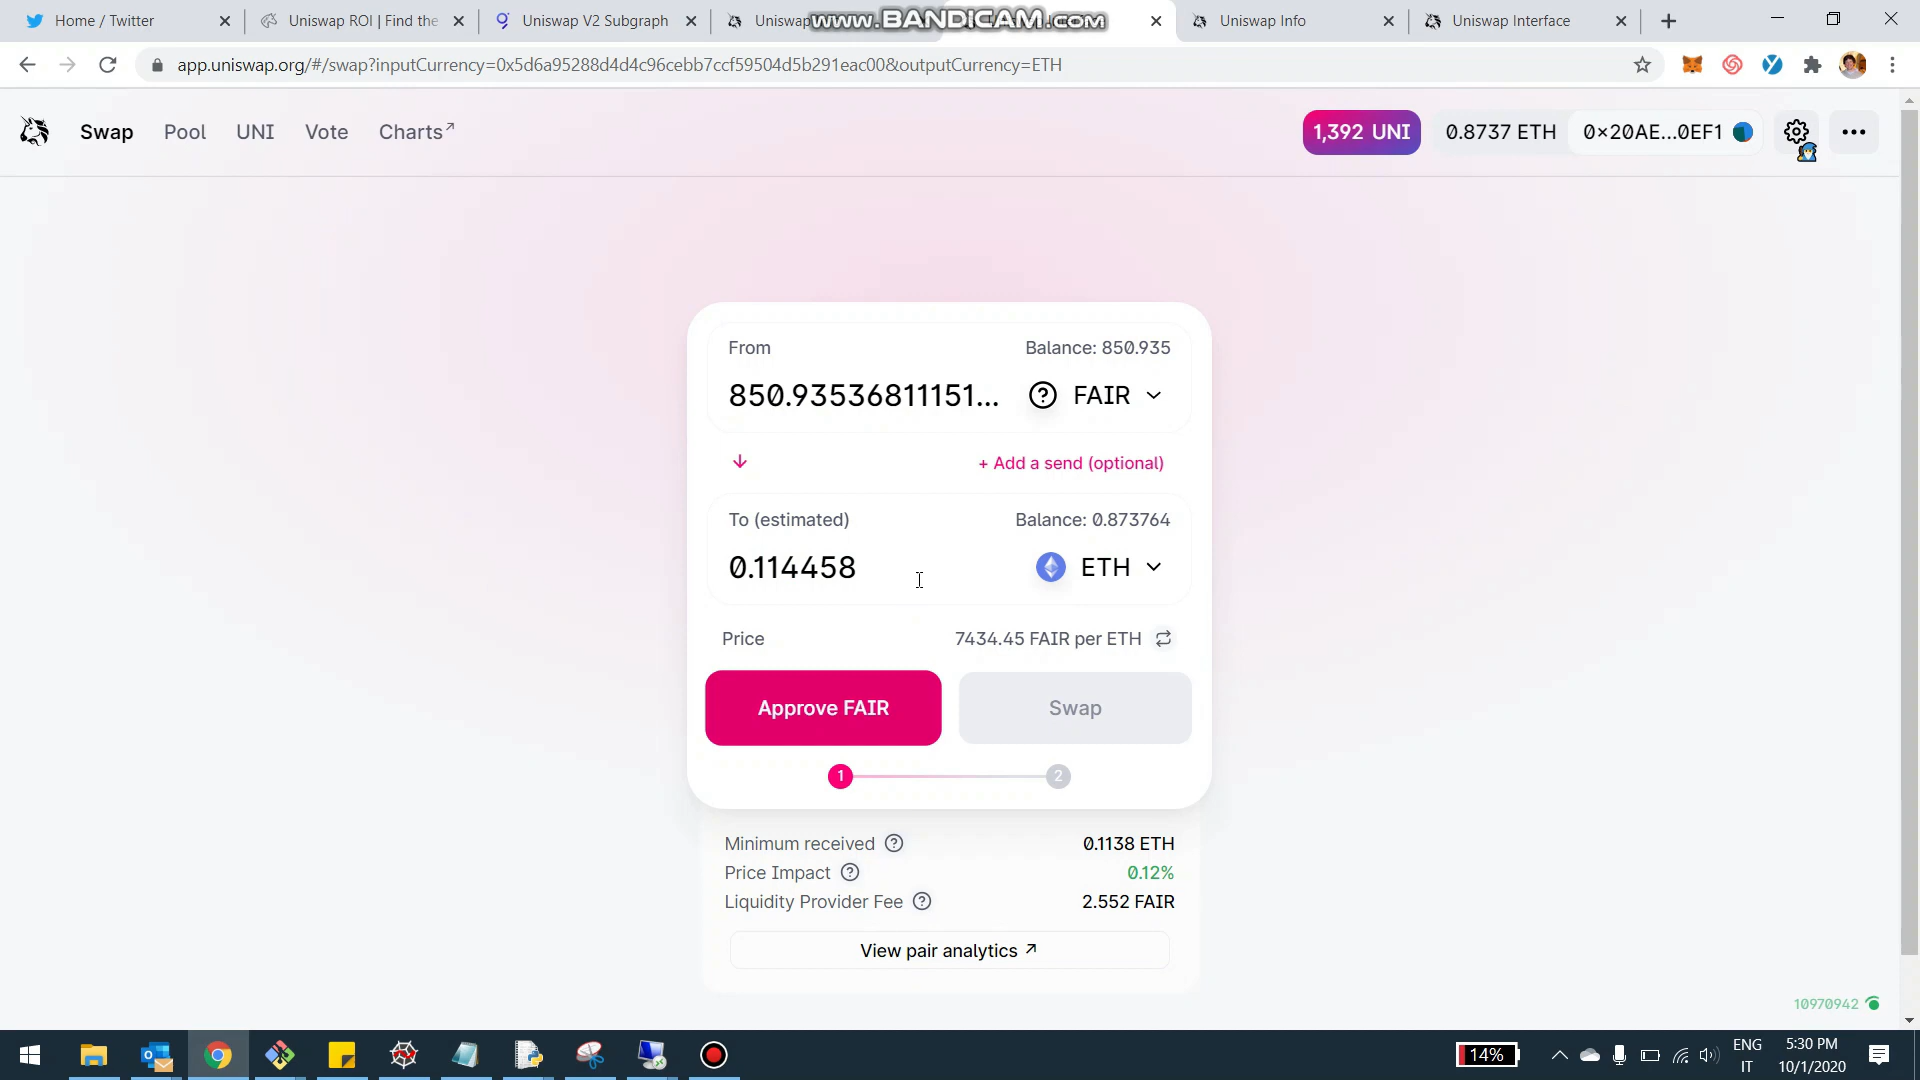 Home / Twitter
Uniswap ROI | Find the
Uniswap V2 Subgraph
Uniswap
www.BANDICAM.com
Uniswap Info
Uniswap Interface
app.uniswap.org/#/swap?inputCurrency=0x5d6a95288d4d4c96cebb7ccf59504d5b291eac00&outputCurrency=ETH
Swap
Pool
UNI
Vote
Charts↗
1,392 UNI
0.8737 ETH
0×20AE...0EF1
From
Balance: 850.935
850.93536811151...
FAIR
+ Add a send (optional)
To (estimated)
Balance: 0.873764
0.114458
ETH
Price
7434.45 FAIR per ETH
Approve FAIR
Swap
1
2
Minimum received
0.1138 ETH
Price Impact
0.12%
Liquidity Provider Fee
2.552 FAIR
View pair analytics ↗
10970942
14%
ENG
IT
5:30 PM
10/1/2020